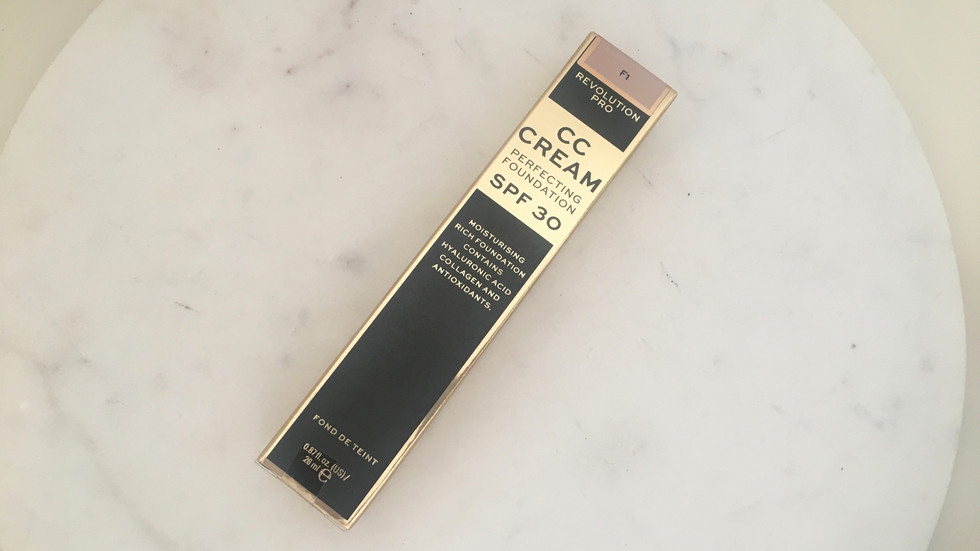 F1
REVOLUTION
PRO
CC
CREAM
PERFECTING
FOUNDATION
SPF 30
MOISTURISING
RICH FOUNDATION
CONTAINS
HYALURONIC ACID
COLLAGEN AND
ANTIOXIDANTS.
FOND DE TEINT
0.87 fl. oz. (US)/
26 ml ℮